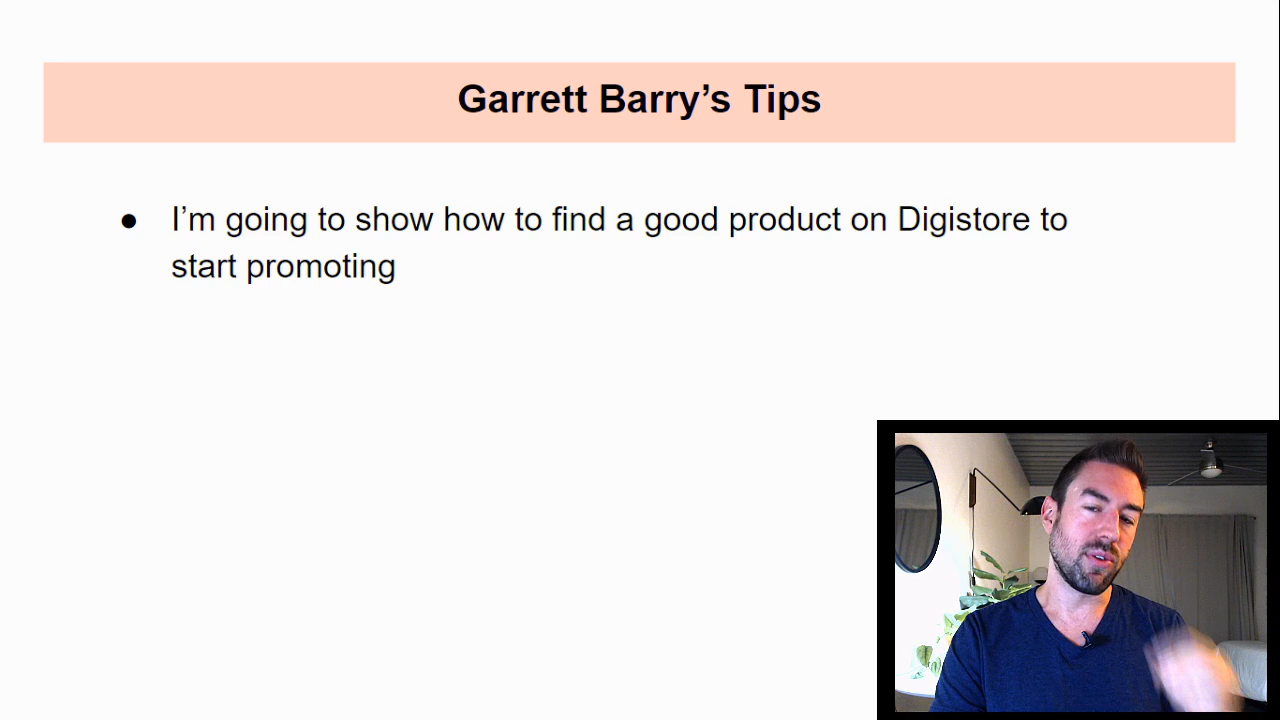 Garrett Barry’s Tips
● I’m going to show how to find a good product on Digistore to
start promoting